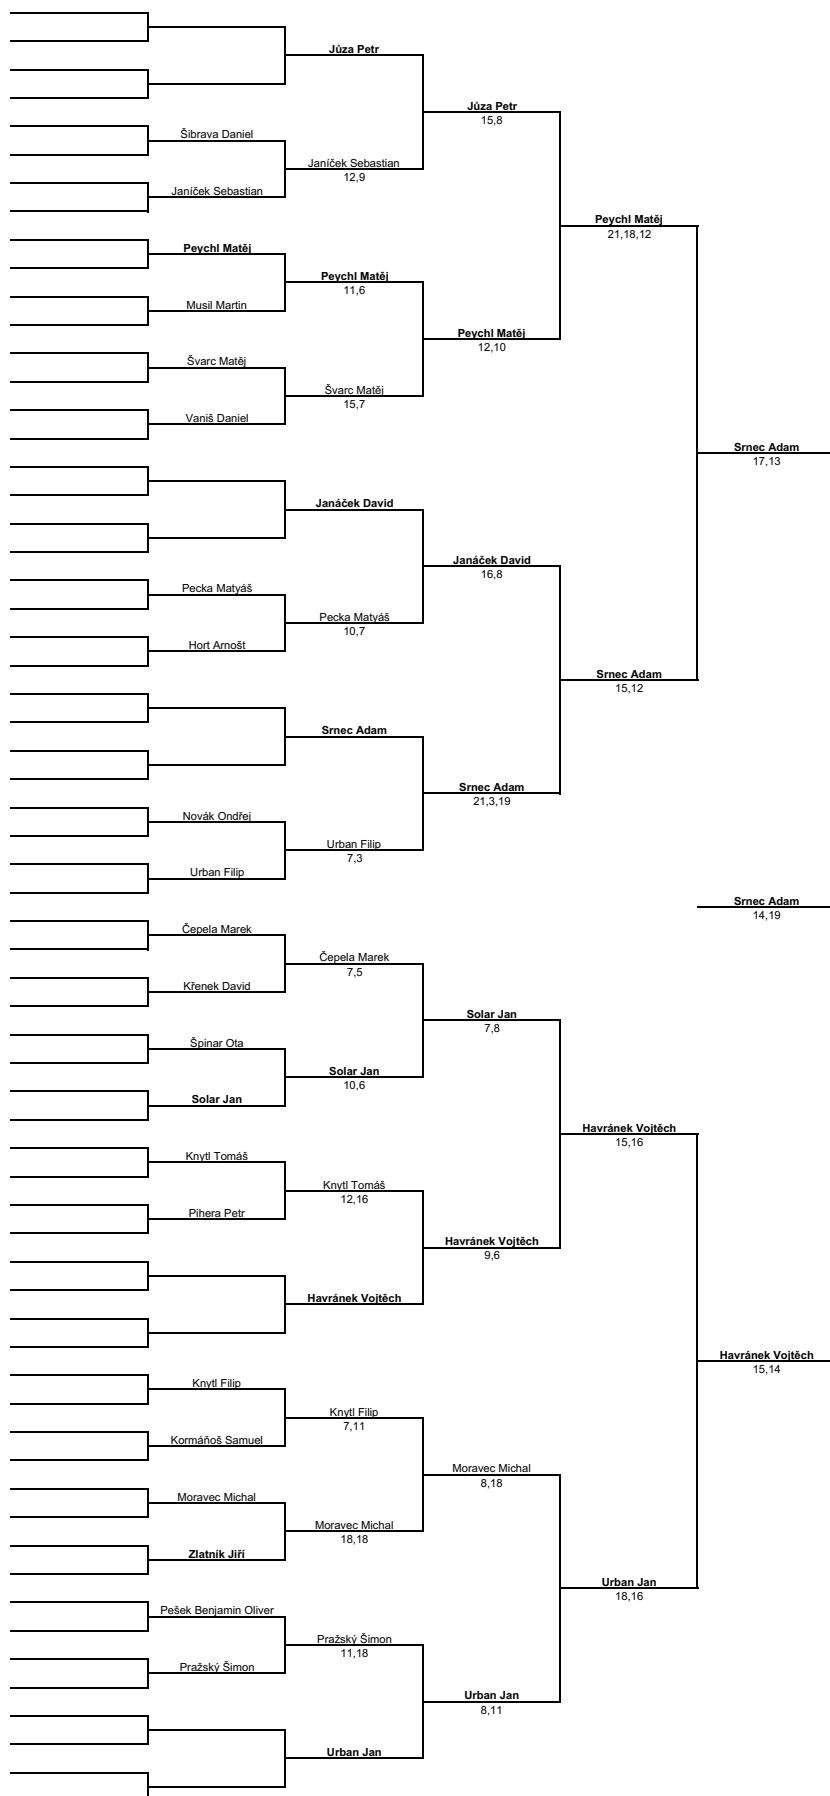 Jůza Petr
Jůza Petr
15,8
Šibrava Daniel
Janíček Sebastian
12,9
Janíček Sebastian
Peychl Matěj
21,18,12
Peychl Matěj
Peychl Matěj
11,6
Musil Martin
Peychl Matěj
12,10
Švarc Matěj
Švarc Matěj
15,7
Vaniš Daniel
Srnec Adam
17,13
Janáček David
Janáček David
16,8
Pecka Matyáš
Pecka Matyáš
10,7
Hort Arnošt
Srnec Adam
15,12
Srnec Adam
Srnec Adam
21,3,19
Novák Ondřej
Urban Filip
7,3
Urban Filip
Srnec Adam
14,19
Čepela Marek
Čepela Marek
7,5
Křenek David
Solar Jan
7,8
Špinar Ota
Solar Jan
10,6
Solar Jan
Havránek Vojtěch
15,16
Knytl Tomáš
Knytl Tomáš
12,16
Pihera Petr
Havránek Vojtěch
9,6
Havránek Vojtěch
Havránek Vojtěch
15,14
Knytl Filip
Knytl Filip
7,11
Kormáňoš Samuel
Moravec Michal
8,18
Moravec Michal
Moravec Michal
18,18
Zlatník Jiří
Urban Jan
18,16
Pešek Benjamin Oliver
Pražský Šimon
11,18
Pražský Šimon
Urban Jan
8,11
Urban Jan